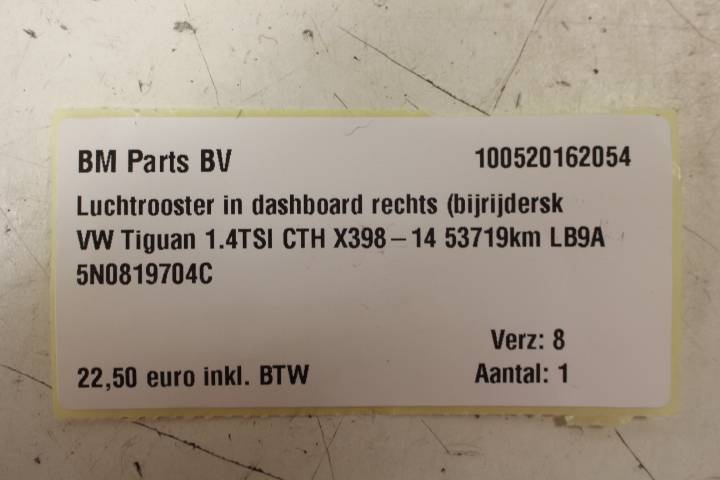 BM Parts BV 100520162054
Luchtrooster in dashboard rechts (bijrijdersk
VW Tiguan 1.4TSI CTH X398-14 53719km LB9A
5N0819704C
Verz: 8
22,50 euro inkl. BTW Aantal: 1